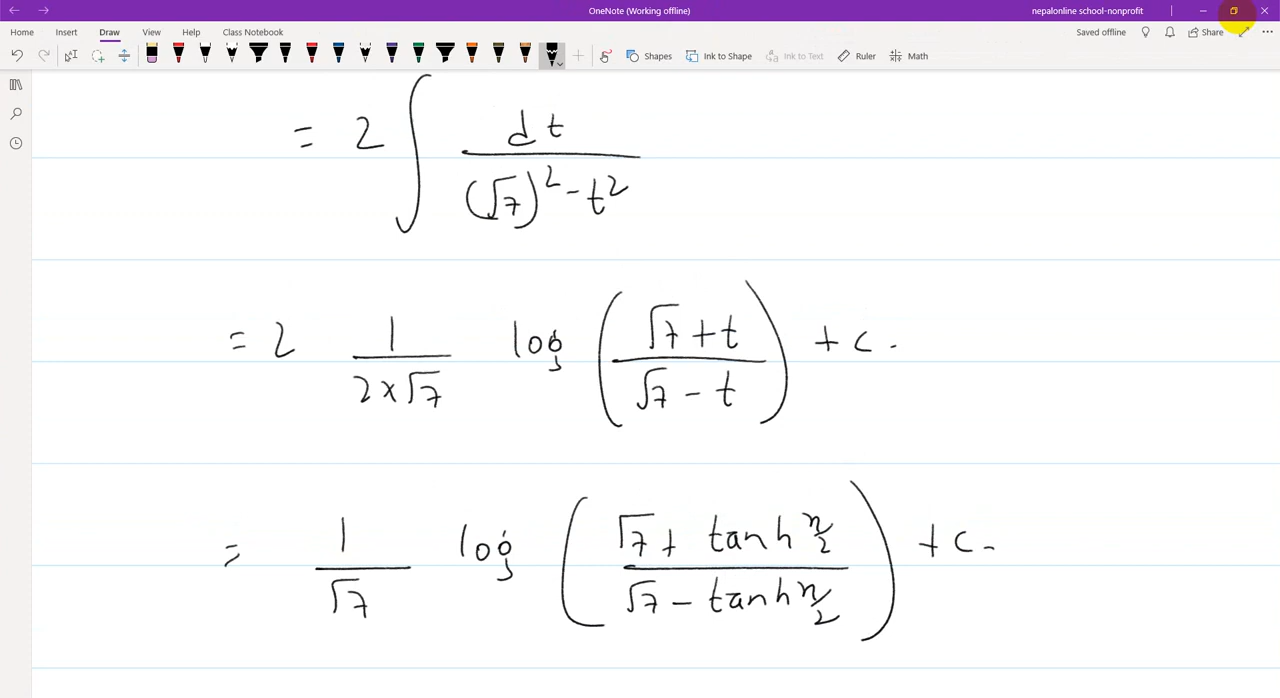 OneNote (Working offline)
nepalonline school-nonprofit
Home Insert Draw View Help Class Notebook
Saved offline Share
Shapes Ink to Shape Ink to Text Ruler Math
= 2 ∫ dt / ((√7)² - t²)
= 2 1/(2×√7) log ((√7 + t)/(√7 - t)) + c.
= 1/√7 log ((√7 + tanh x/2)/(√7 - tanh x/2)) + c.